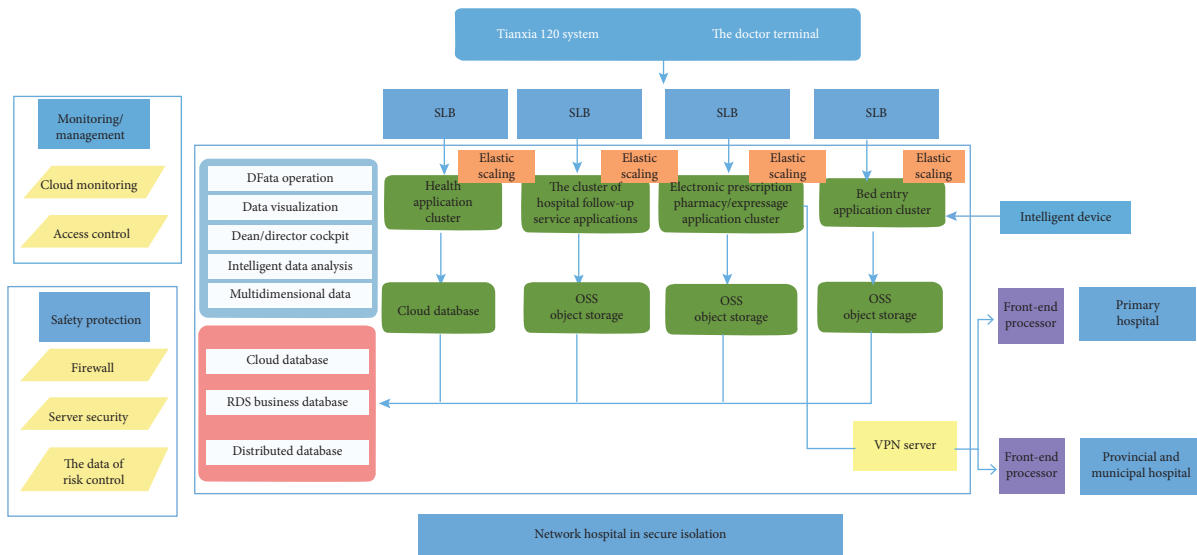 Tianxia 120 system
The doctor terminal
Monitoring/
management
Cloud monitoring
Access control
Safety protection
Firewall
Server security
The data of
risk control
SLB
SLB
SLB
SLB
Elastic
scaling
Elastic
scaling
Elastic
scaling
Elastic
scaling
DFata operation
Data visualization
Dean/director cockpit
Intelligent data analysis
Multidimensional data
Health
application
cluster
The cluster of
hospital follow-up
service applications
Electronic prescription
pharmacy/expressage
application cluster
Bed entry
application cluster
Intelligent device
Cloud database
OSS
object storage
OSS
object storage
OSS
object storage
Cloud database
RDS business database
Distributed database
VPN server
Front-end
processor
Primary
hospital
Front-end
processor
Provincial and
municipal hospital
Network hospital in secure isolation